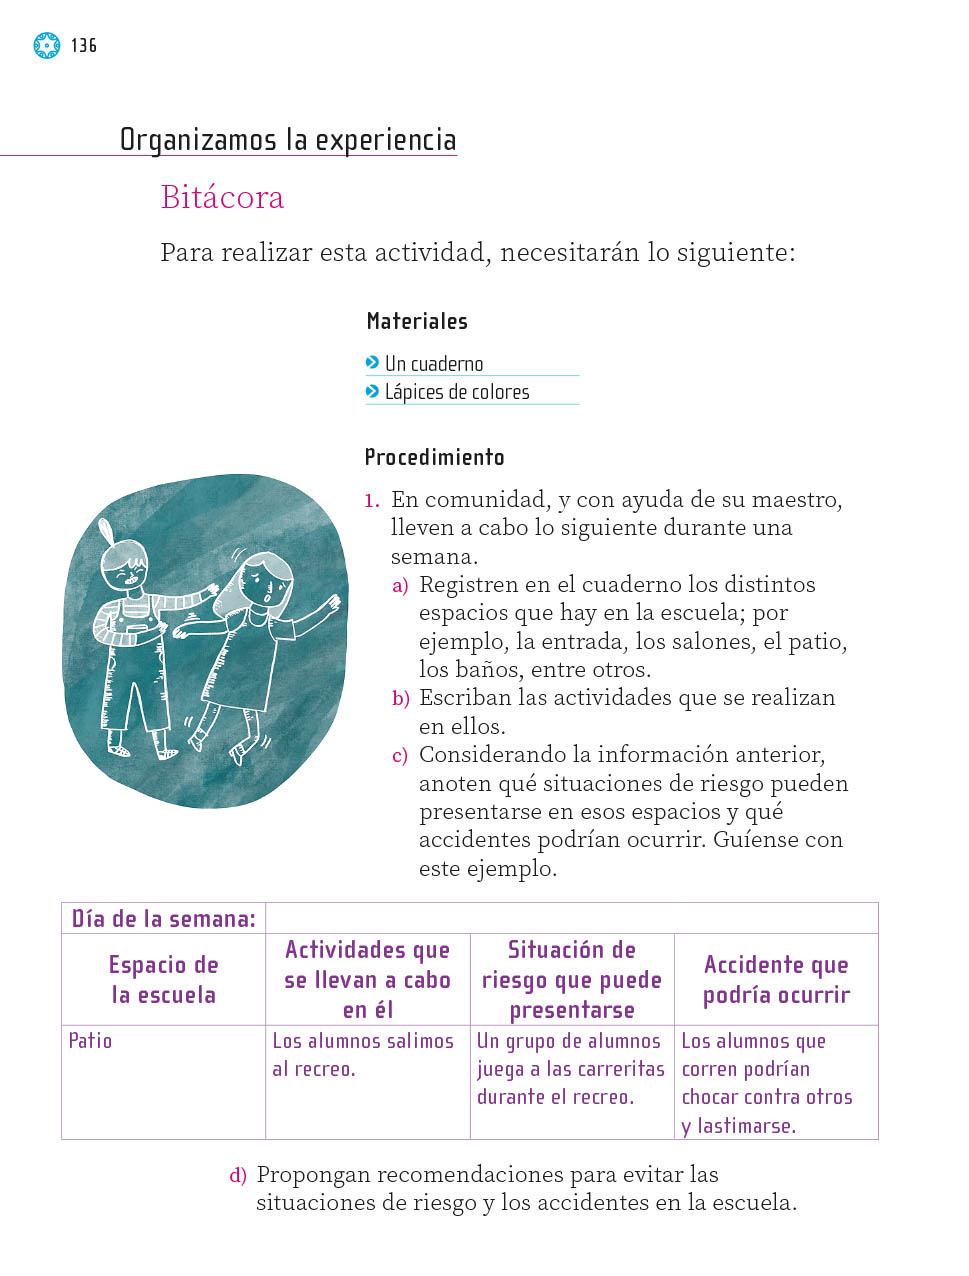 136
Organizamos la experiencia
Bitácora
Para realizar esta actividad, necesitarán lo siguiente:
Materiales
Un cuaderno
Lápices de colores
Procedimiento
1. En comunidad, y con ayuda de su maestro,
lleven a cabo lo siguiente durante una
semana.
a) Registren en el cuaderno los distintos
espacios que hay en la escuela; por
ejemplo, la entrada, los salones, el patio,
los baños, entre otros.
b) Escriban las actividades que se realizan
en ellos.
c) Considerando la información anterior,
anoten qué situaciones de riesgo pueden
presentarse en esos espacios y qué
accidentes podrían ocurrir. Guíense con
este ejemplo.
Día de la semana:
Espacio de
la escuela
Actividades que
se llevan a cabo
en él
Situación de
riesgo que puede
presentarse
Accidente que
podría ocurrir
Patio
Los alumnos salimos
al recreo.
Un grupo de alumnos
juega a las carreritas
durante el recreo.
Los alumnos que
corren podrían
chocar contra otros
y lastimarse.
d) Propongan recomendaciones para evitar las
situaciones de riesgo y los accidentes en la escuela.